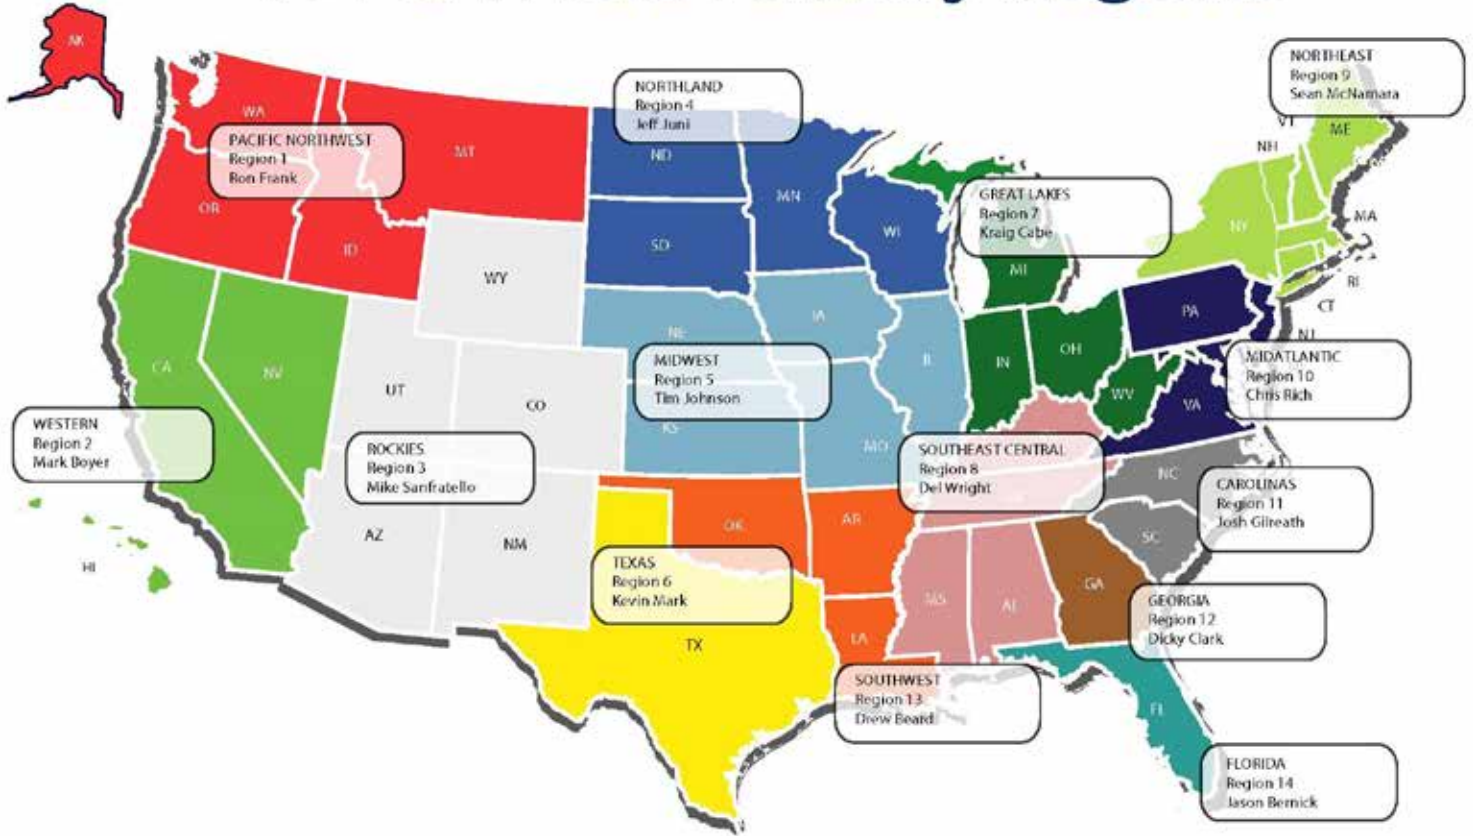 AK
WA
PACIFIC NORTHWEST
Region 1
Ron Frank
MT
OR
ID
NORTHLAND
Region 4
Jeff Juni
ND
MN
SD
WI
NORTHEAST
Region 9
Sean McNamara
VT
ME
NH
NY
MA
RI
CT
NJ
GREAT LAKES
Region 7
Kraig Cabe
MI
WY
PA
IA
NE
IL
IN
OH
WV
VA
MIDATLANTIC
Region 10
Chris Rich
CA
NV
UT
CO
MIDWEST
Region 5
Tim Johnson
KS
MO
WESTERN
Region 2
Mark Boyer
ROCKIES
Region 3
Mike Sanfratello
SOUTHEAST CENTRAL
Region 8
Del Wright
NC
CAROLINAS
Region 11
Josh Gilreath
SC
HI
AZ
NM
OK
AR
TEXAS
Region 6
Kevin Mark
TX
MS
AL
GA
GEORGIA
Region 12
Dicky Clark
LA
SOUTHWEST
Region 13
Drew Beard
FL
FLORIDA
Region 14
Jason Bernick